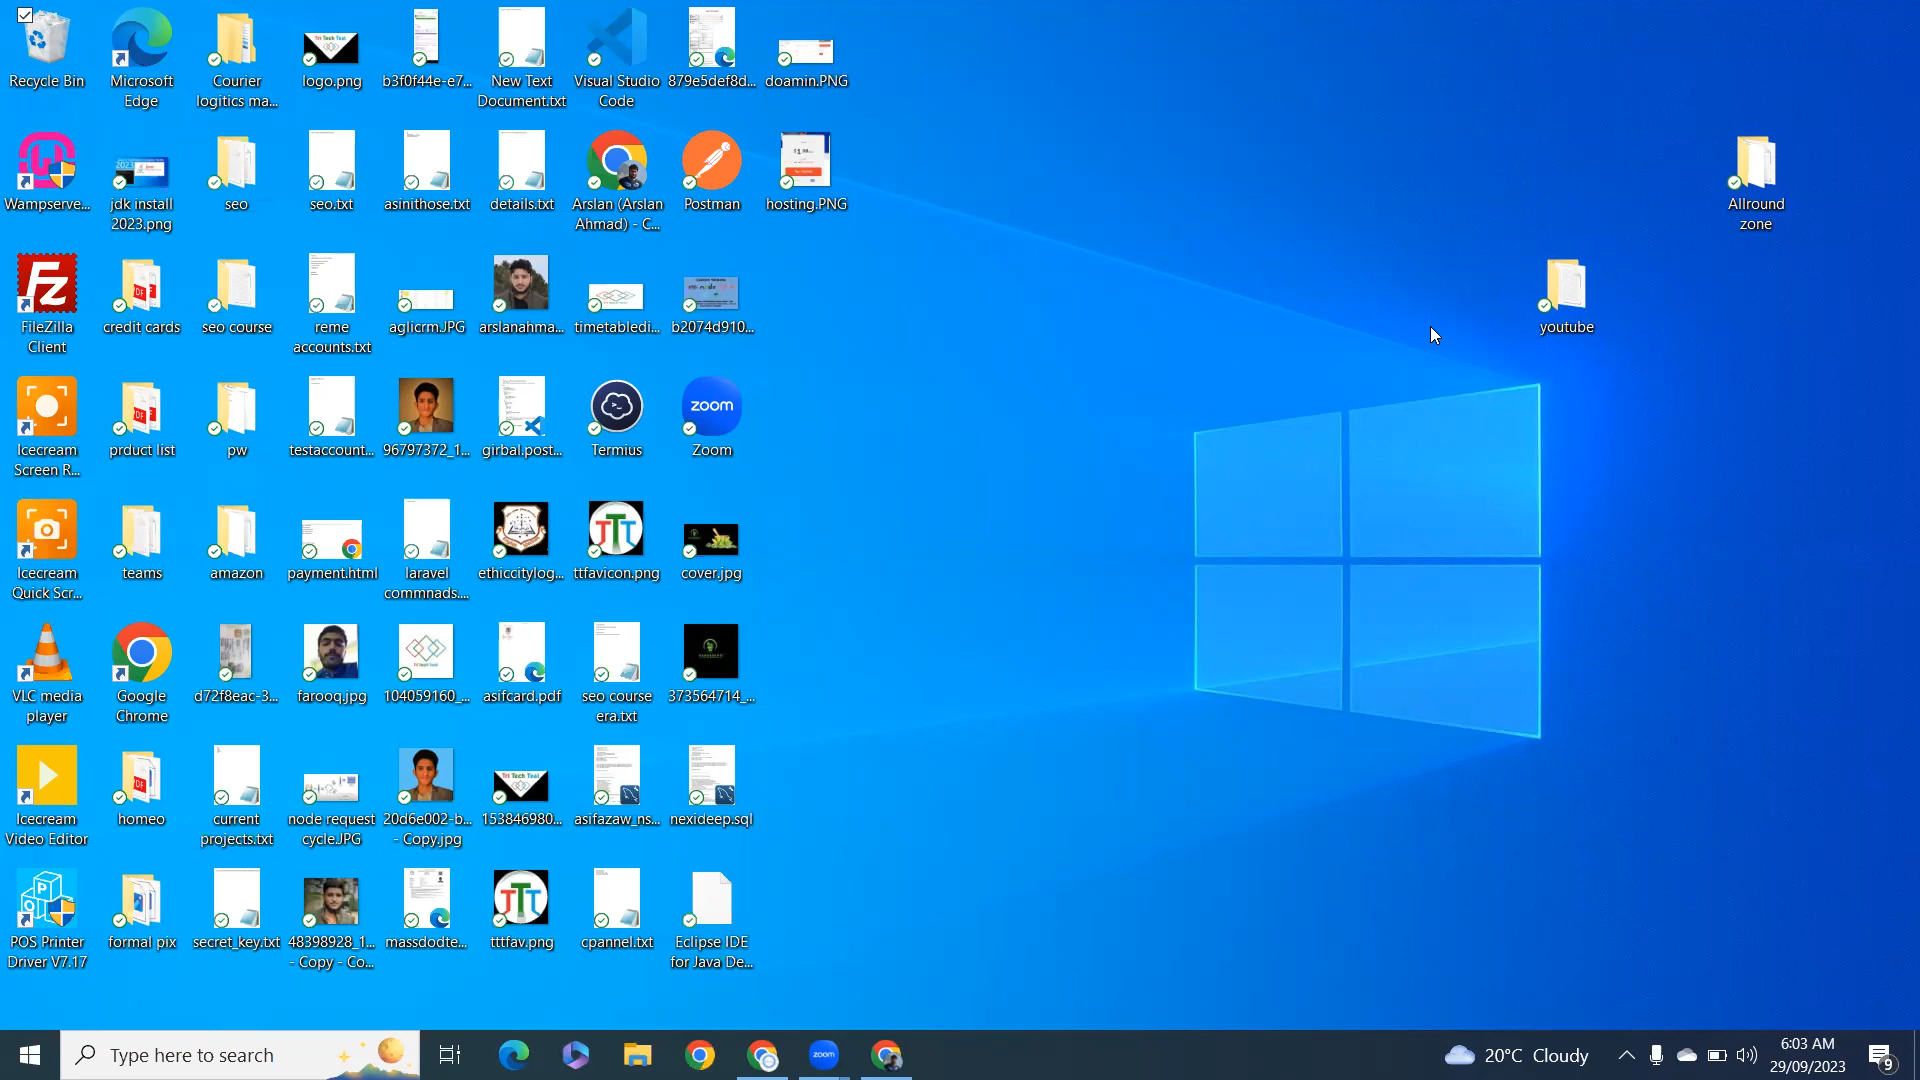 Recycle Bin
Microsoft
Edge
Courier
logitics ma...
logo.png
b3f0f44e-e7...
New Text
Document.txt
Visual Studio
Code
879e5def8d...
doamin.PNG
Wampserve...
jdk install
2023.png
seo
seo.txt
asinithose.txt
details.txt
Arslan (Arslan
Ahmad) - C...
Postman
hosting.PNG
Allround
zone
FileZilla
Client
credit cards
seo course
reme
accounts.txt
aglicrm.JPG
arslanahma...
timetabledi...
b2074d910...
youtube
Icecream
Screen R...
prduct list
pw
testaccount...
96797372_1...
girbal.post...
Termius
zoom
Zoom
Icecream
Quick Scr...
teams
amazon
payment.html
laravel
commnads....
ethiccitylog...
ttfavicon.png
cover.jpg
VLC media
player
Google
Chrome
d72f8eac-3...
farooq.jpg
104059160_...
asifcard.pdf
seo course
era.txt
373564714_...
Icecream
Video Editor
homeo
current
projects.txt
node request
cycle.JPG
20d6e002-b...
- Copy.jpg
153846980...
asifazaw_ns...
nexideep.sql
POS Printer
Driver V7.17
formal pix
secret_key.txt
48398928_1...
- Copy - Co...
massdodte...
tttfav.png
cpannel.txt
Eclipse IDE
for Java De...
Type here to search
zoom
20°C Cloudy
6:03 AM
29/09/2023
9